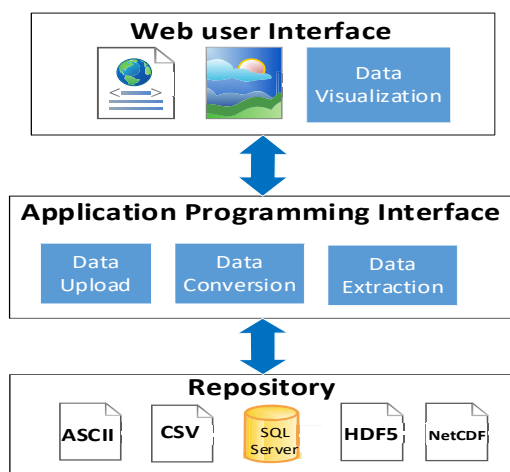 Web user Interface
Data
Visualization
Application Programming Interface
Data
Upload
Data
Conversion
Data
Extraction
Repository
ASCII
CSV
SQL
Server
HDF5
NetCDF